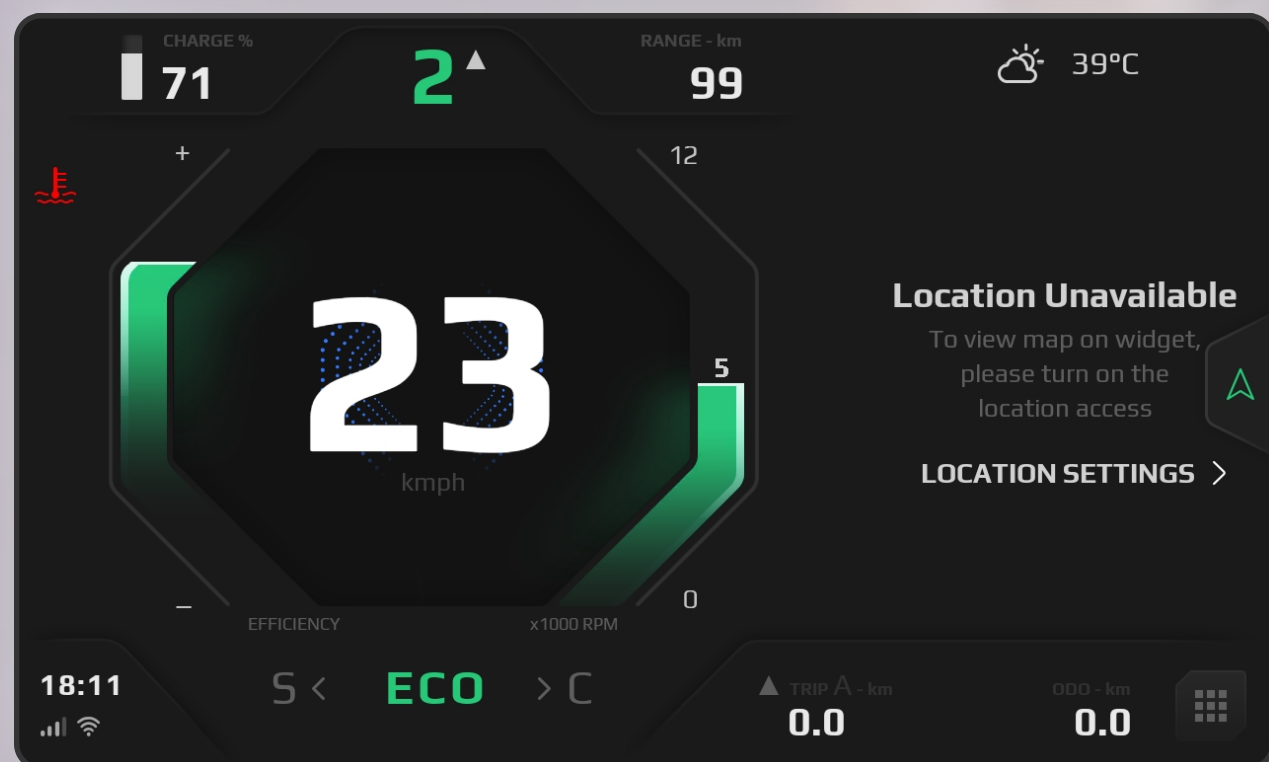 CHARGE %
71
2
RANGE - km
99
39°C
+
12
Location Unavailable
To view map on widget,
please turn on the
location access
23
5
kmph
LOCATION SETTINGS
–
0
EFFICIENCY
x1000 RPM
18:11
S < ECO > C
TRIP A - km
0.0
ODO - km
0.0